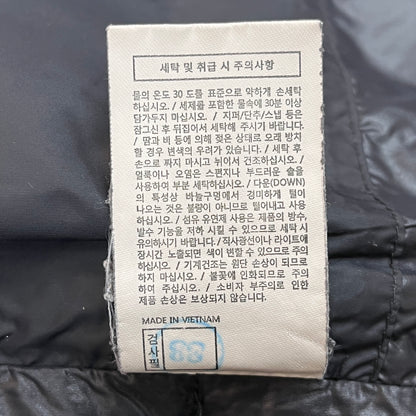 세탁 및 취급 시 주의사항
물의 온도 30 도를 표준으로 약하게 손세탁
하십시오. / 세제를 포함한 물속에 30분 이상
담가두지 마십시오. / 지퍼/단추/스냅 등은
잠그신 후 뒤집어서 세탁해 주시기 바랍니다.
/ 땀과 비 등에 의해 젖은 상태로 오래 방치
할 경우 변색의 우려가 있습니다. / 세탁 후
손으로 짜지 마시고 뉘어서 건조하십시오. /
얼룩이나 오염은 스펀지나 부드러운 솔을
사용하여 부분 세탁하십시오. / 다운(DOWN)
의 특성상 바늘구멍에서 경미하게 털이
나오는 것은 불량이 아니므로 털어내고 사용
하십시오. / 섬유 유연제 사용은 제품의 방수,
발수 기능을 저하 시킬 수 있으므로 세탁 시
유의하시기 바랍니다. /직사광선이나 라이트에
장시간 노출되면 색이 변할 수 있으므로 주의
하십시오. / 기계건조는 원단 손상이 되므로
하지 마십시오. / 불꽃에 인화되므로 주의
하여 주십시오. / 소비자 부주의로 인한
제품 손상은 보상되지 않습니다.
MADE IN VIETNAM
검사필